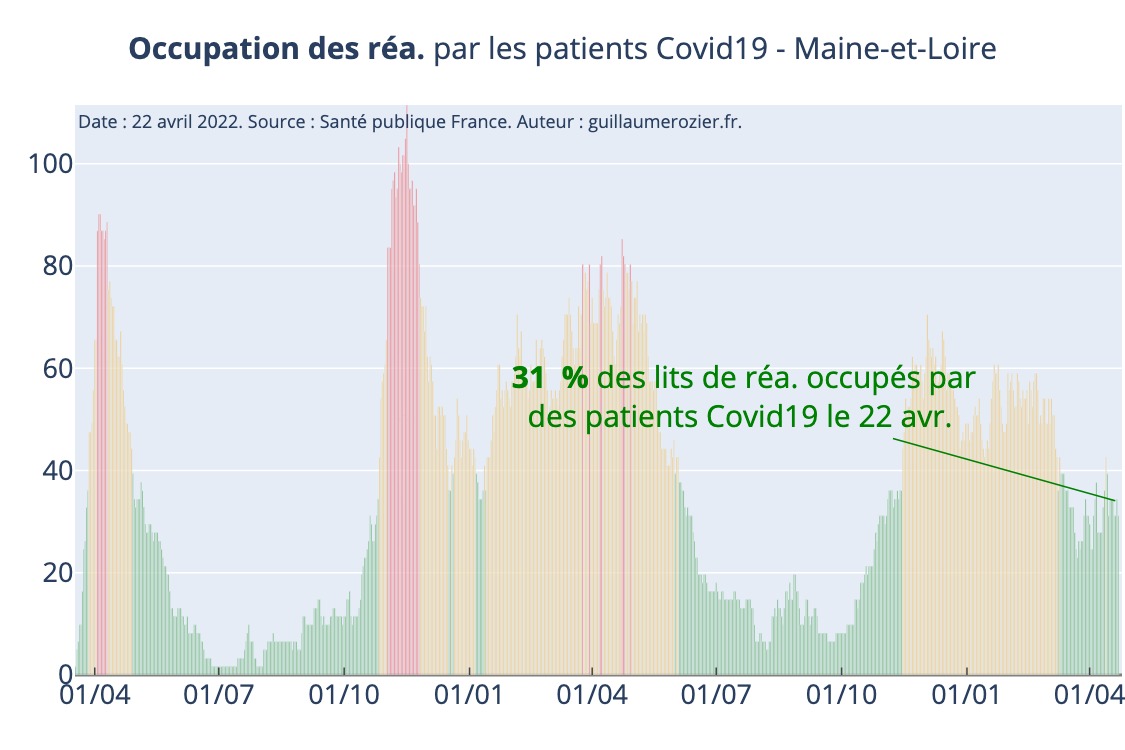 Occupation des réa. par les patients Covid19 - Maine-et-Loire
Date : 22 avril 2022. Source : Santé publique France. Auteur : guillaumerozier.fr.
100
80
60
40
20
0
31 % des lits de réa. occupés par
des patients Covid19 le 22 avr.
01/04 01/07 01/10 01/01 01/04 01/07 01/10 01/01 01/04